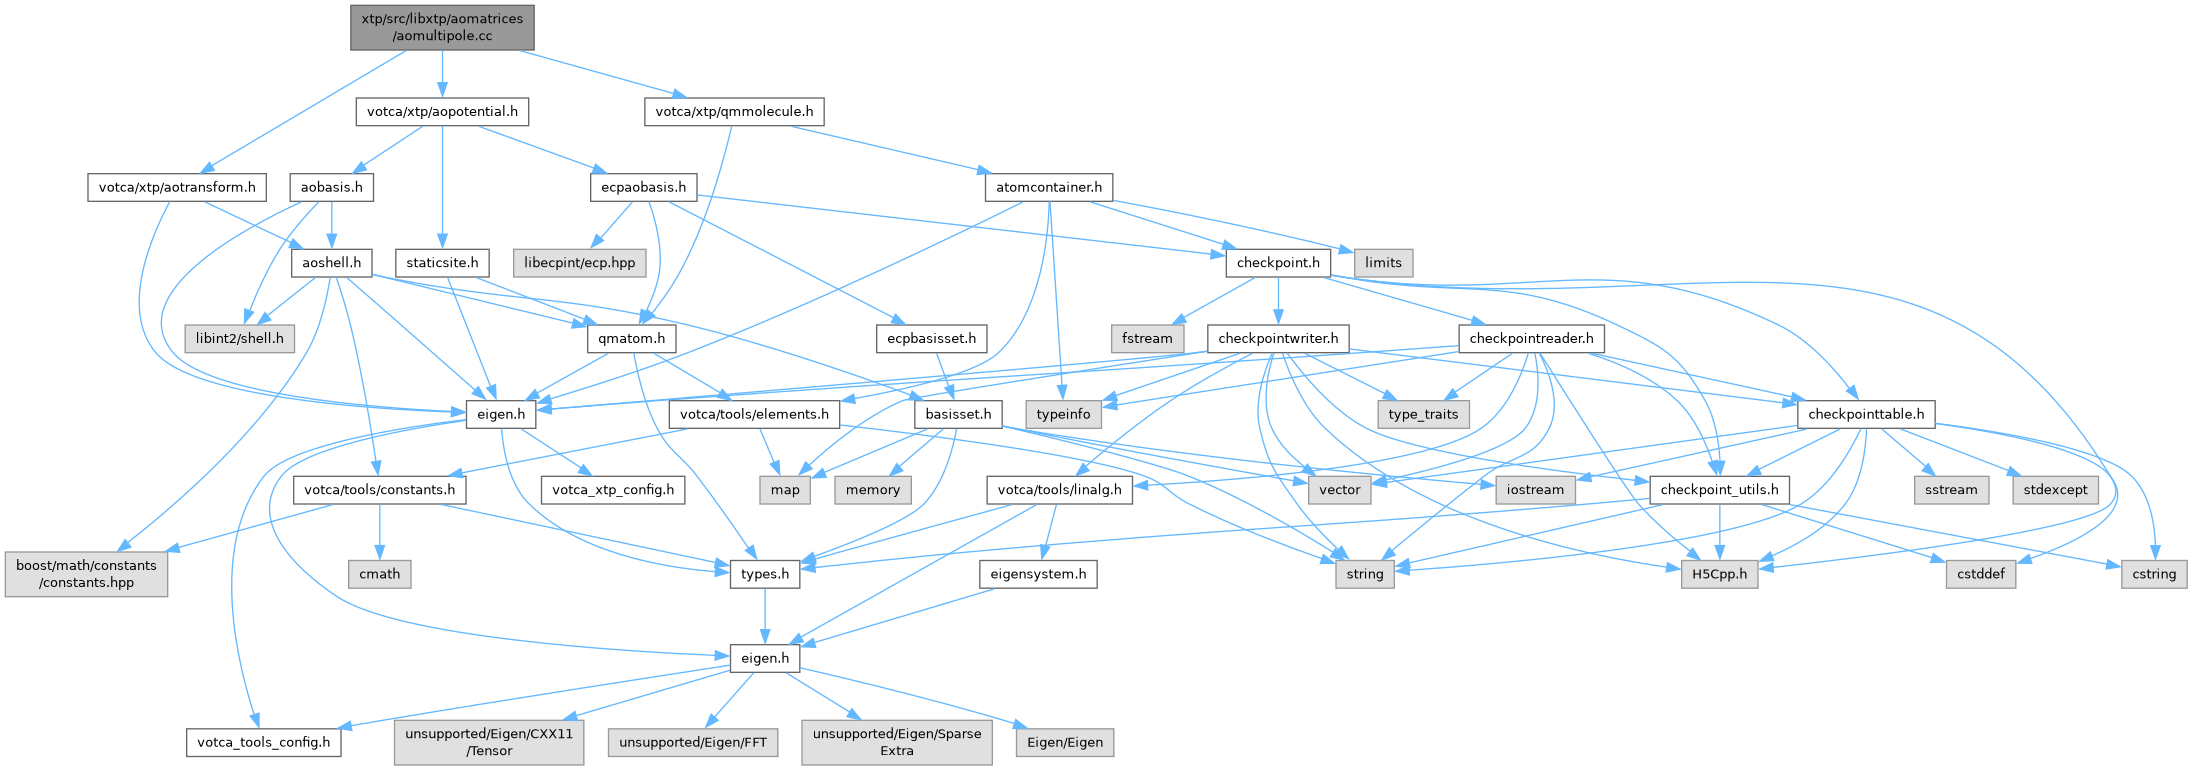 xtp/src/libxtp/aomatrices
/aomultipole.cc
votca/xtp/aopotential.h
votca/xtp/qmmolecule.h
votca/xtp/aotransform.h
aobasis.h
ecpaobasis.h
atomcontainer.h
aoshell.h
staticsite.h
libecpint/ecp.hpp
checkpoint.h
limits
libint2/shell.h
qmatom.h
ecpbasisset.h
fstream
checkpointwriter.h
checkpointreader.h
eigen.h
votca/tools/elements.h
basisset.h
typeinfo
type_traits
checkpointtable.h
votca/tools/constants.h
votca_xtp_config.h
map
memory
votca/tools/linalg.h
vector
iostream
checkpoint_utils.h
sstream
stdexcept
boost/math/constants
/constants.hpp
cmath
types.h
eigensystem.h
string
H5Cpp.h
cstddef
cstring
eigen.h
votca_tools_config.h
unsupported/Eigen/CXX11
/Tensor
unsupported/Eigen/FFT
unsupported/Eigen/Sparse
Extra
Eigen/Eigen